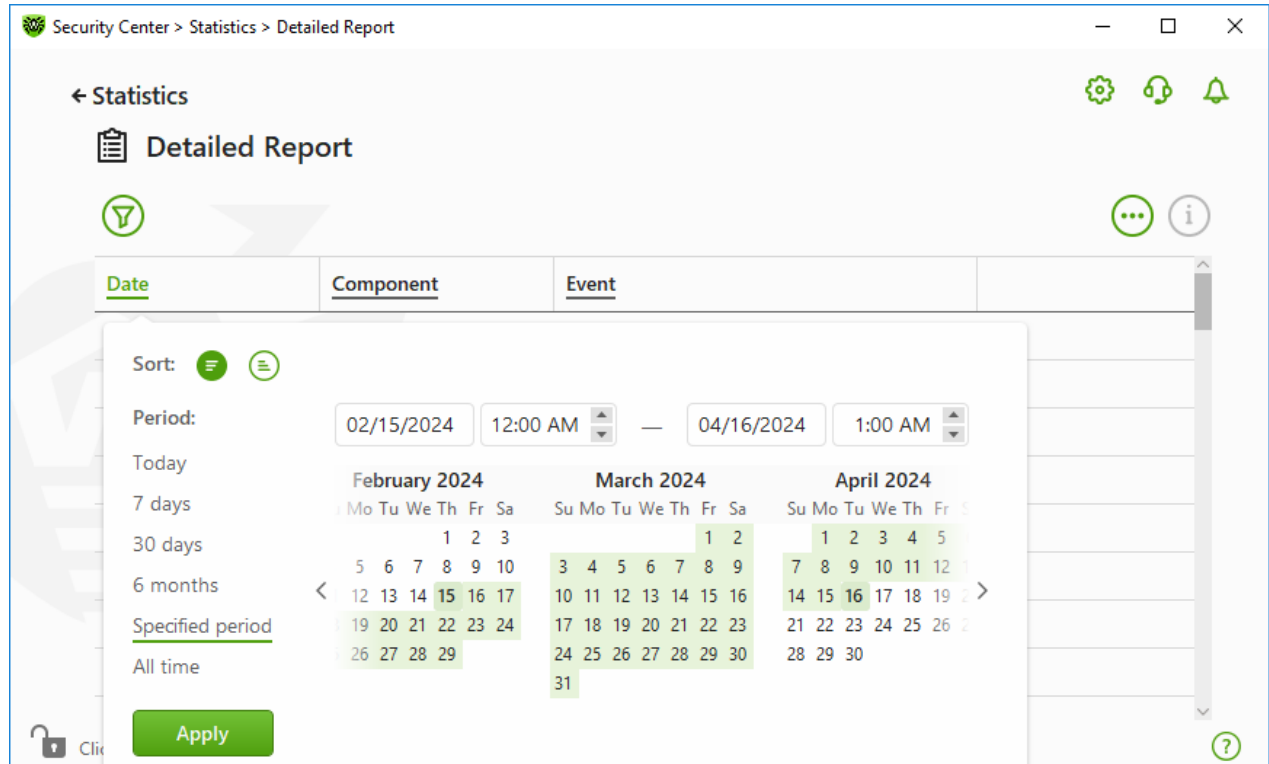 Security Center > Statistics > Detailed Report
Statistics
Detailed Report
Date Component Event
Sort:
Period: 02/15/2024 12:00 AM — 04/16/2024 1:00 AM
Today
7 days
30 days
6 months
Specified period
All time
February 2024
Mo Tu We Th Fr Sa
1 2 3
5 6 7 8 9 10
12 13 14 15 16 17
19 20 21 22 23 24
26 27 28 29
March 2024
Su Mo Tu We Th Fr Sa
1 2
3 4 5 6 7 8 9
10 11 12 13 14 15 16
17 18 19 20 21 22 23
24 25 26 27 28 29 30
31
April 2024
Su Mo Tu We Th Fr
1 2 3 4 5
7 8 9 10 11 12
14 15 16 17 18 19
21 22 23 24 25 26
28 29 30
Apply